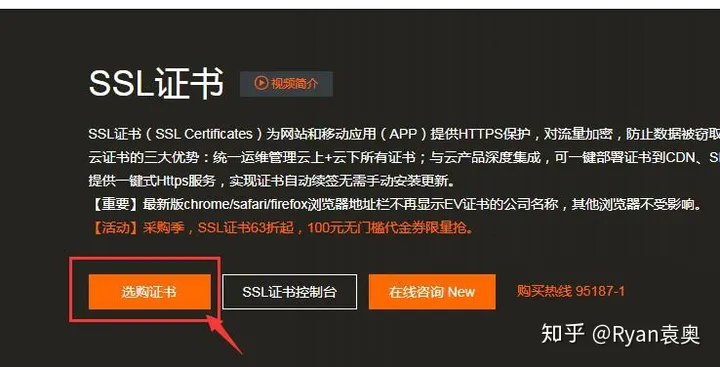 SSL证书
视频简介
SSL证书（SSL Certificates）为网站和移动应用（APP）提供HTTPS保护，对流量加密，防止数据被窃取
云证书的三大优势：统一运维管理云上+云下所有证书；与云产品深度集成，可一键部署证书到CDN、
提供一键式Https服务，实现证书自动续签无需手动安装更新。
【重要】最新版chrome/safari/firefox浏览器地址栏不再显示EV证书的公司名称，其他浏览器不受影响。
【活动】采购季，SSL证书63折起，100元无门槛代金券限量抢。
选购证书
SSL证书控制台
在线咨询 New
购买热线 95187-1
知乎 @Ryan袁奥